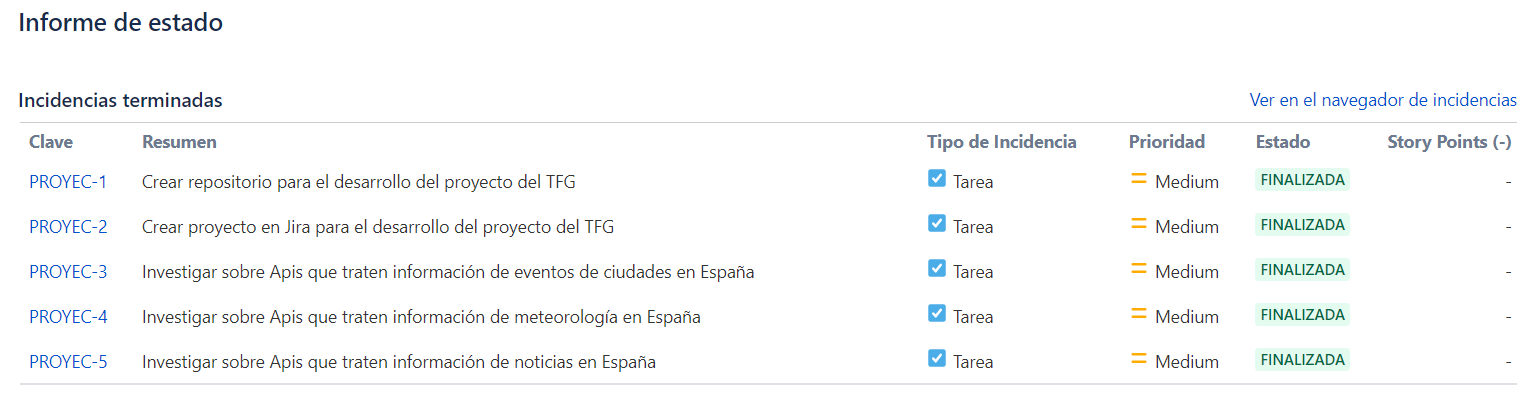 Informe de estado
Incidencias terminadas Ver en el navegador de incidencias
Clave Resumen Tipo de Incidencia Prioridad Estado Story Points (-)
PROYEC-1 Crear repositorio para el desarrollo del proyecto del TFG Tarea Medium FINALIZADA -
PROYEC-2 Crear proyecto en Jira para el desarrollo del proyecto del TFG Tarea Medium FINALIZADA -
PROYEC-3 Investigar sobre Apis que traten información de eventos de ciudades en España Tarea Medium FINALIZADA -
PROYEC-4 Investigar sobre Apis que traten información de meteorología en España Tarea Medium FINALIZADA -
PROYEC-5 Investigar sobre Apis que traten información de noticias en España Tarea Medium FINALIZADA -